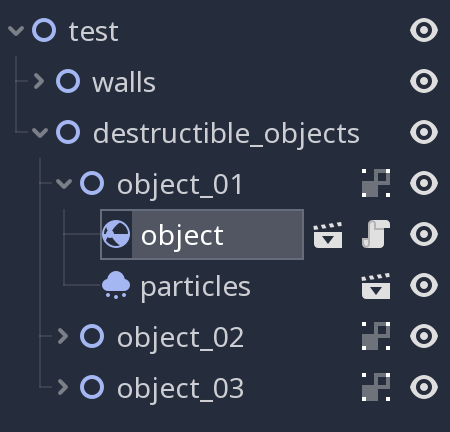 test
walls
destructible_objects
object_01
object
particles
object_02
object_03